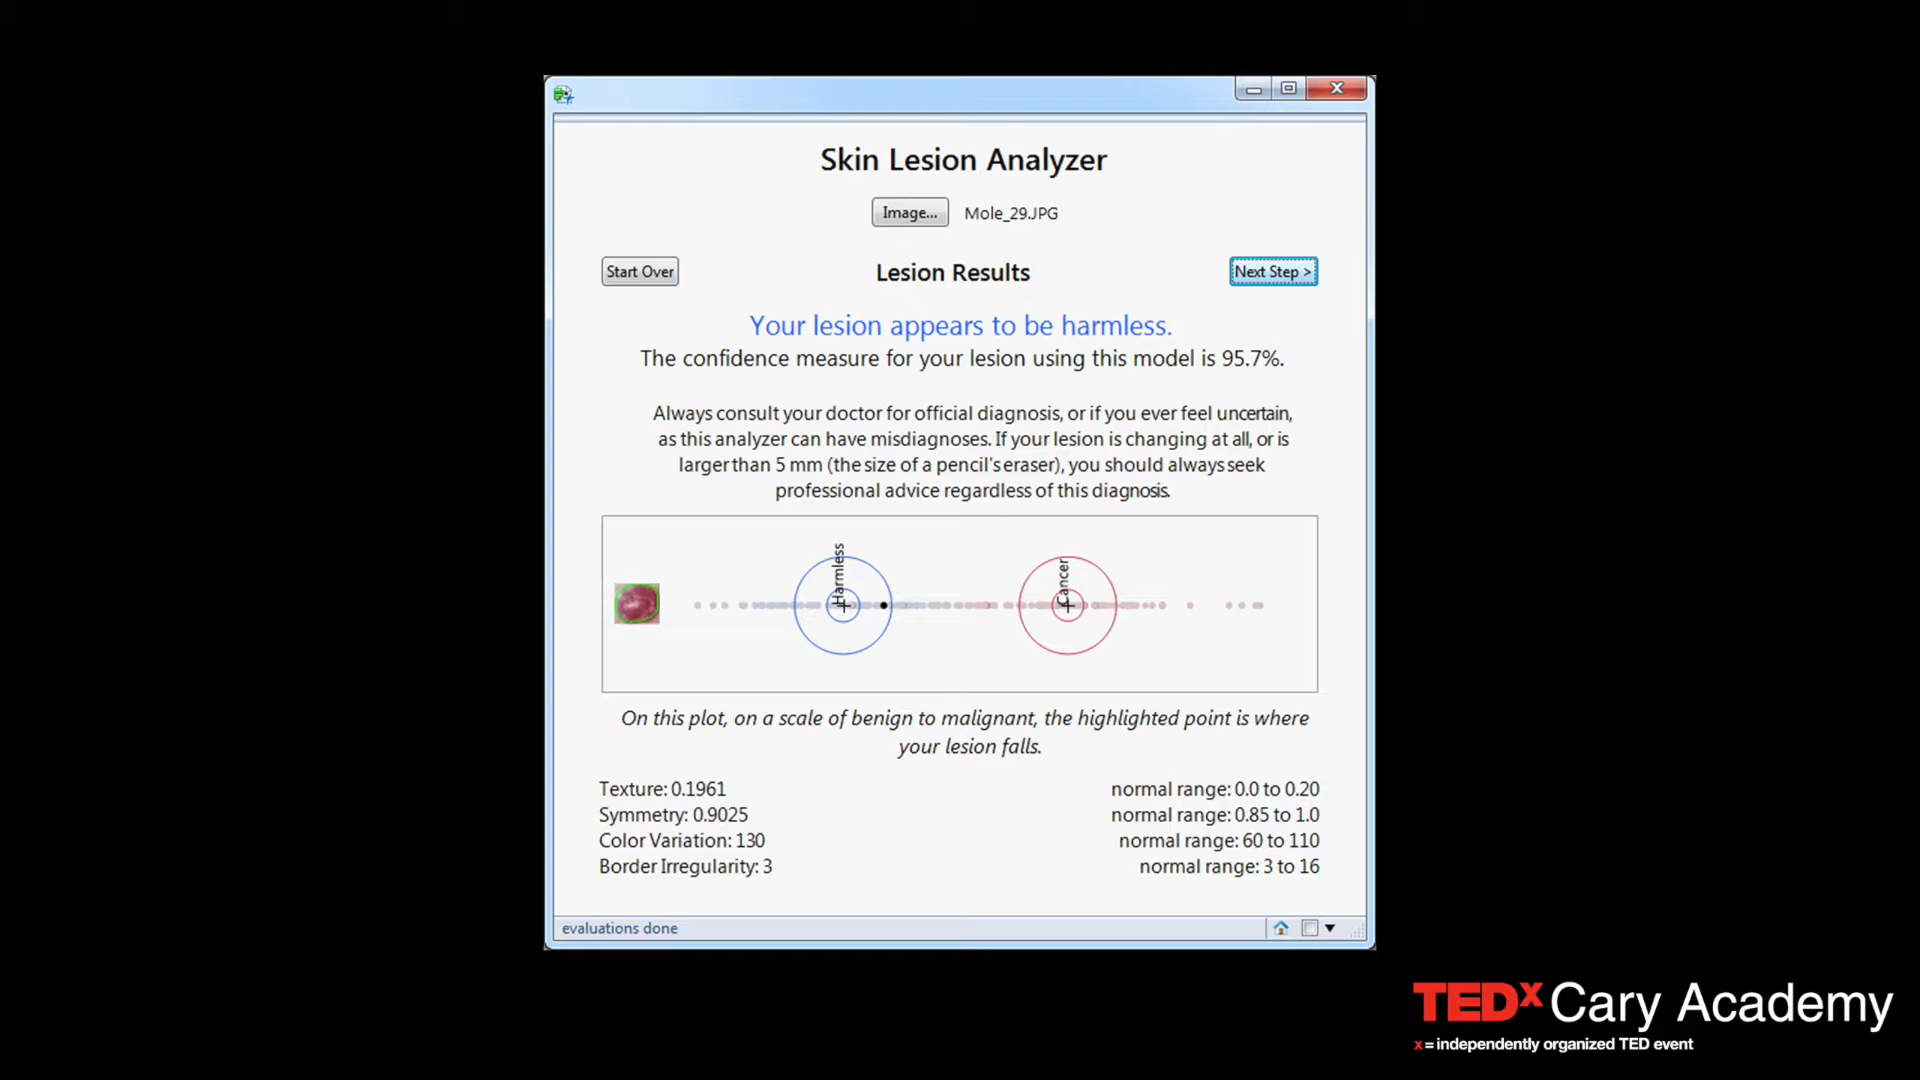 Skin Lesion Analyzer
Image... Mole_29.JPG
Start Over Lesion Results Next Step >
Your lesion appears to be harmless.
The confidence measure for your lesion using this model is 95.7%.
Always consult your doctor for official diagnosis, or if you ever feel uncertain,
as this analyzer can have misdiagnoses. If your lesion is changing at all, or is
larger than 5 mm (the size of a pencil's eraser), you should always seek
professional advice regardless of this diagnosis.
Harmless
Cancer
On this plot, on a scale of benign to malignant, the highlighted point is where
your lesion falls.
Texture: 0.1961 normal range: 0.0 to 0.20
Symmetry: 0.9025 normal range: 0.85 to 1.0
Color Variation: 130 normal range: 60 to 110
Border Irregularity: 3 normal range: 3 to 16
evaluations done
TEDx Cary Academy
x = independently organized TED event